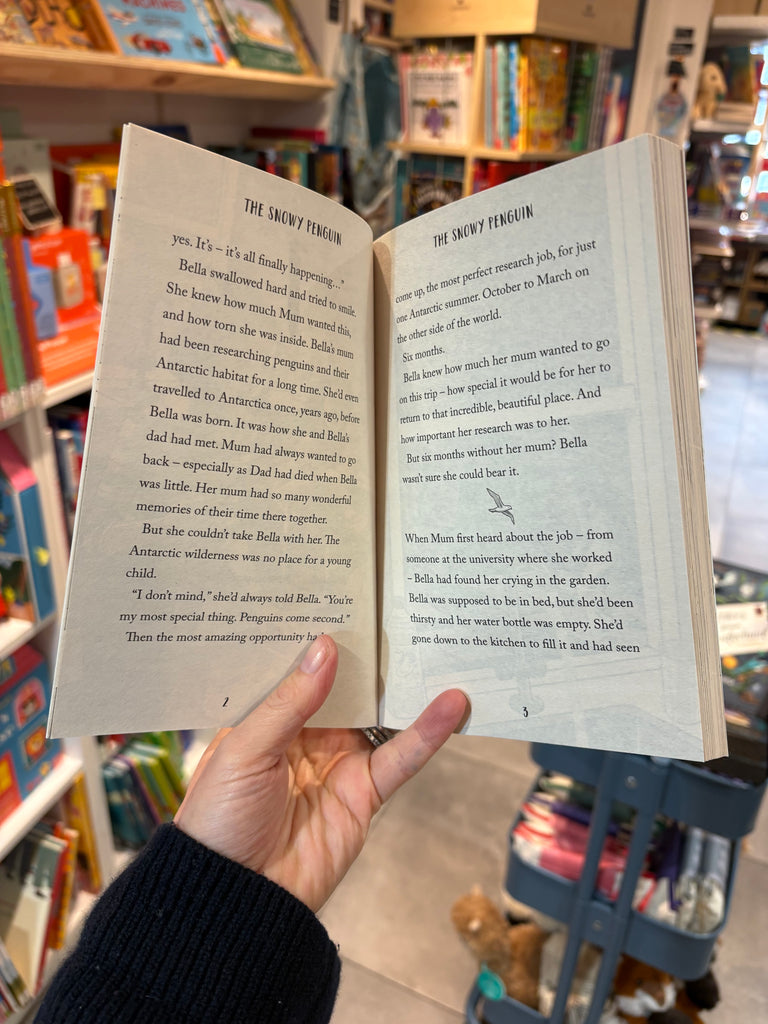 THE SNOWY PENGUIN
yes. It's – it's all finally happening..."
Bella swallowed hard and tried to smile.
She knew how much Mum wanted this,
and how torn she was inside. Bella's mum
had been researching penguins and their
Antarctic habitat for a long time. She'd even
travelled to Antarctica once, years ago, before
Bella was born. It was how she and Bella's
dad had met. Mum had always wanted to go
back – especially as Dad had died when Bella
was little. Her mum had so many wonderful
memories of their time there together.
But she couldn't take Bella with her. The
Antarctic wilderness was no place for a young
child.
"I don't mind," she'd always told Bella. "You're
my most special thing. Penguins come second."
Then the most amazing opportunity
2
THE SNOWY PENGUIN
come up, the most perfect research job, for just
one Antarctic summer. October to March on
the other side of the world.
Six months.
Bella knew how much her mum wanted to go
on this trip – how special it would be for her to
return to that incredible, beautiful place. And
how important her research was to her.
But six months without her mum? Bella
wasn't sure she could bear it.
When Mum first heard about the job – from
someone at the university where she worked
– Bella had found her crying in the garden.
Bella was supposed to be in bed, but she'd been
thirsty and her water bottle was empty. She'd
gone down to the kitchen to fill it and had seen
3